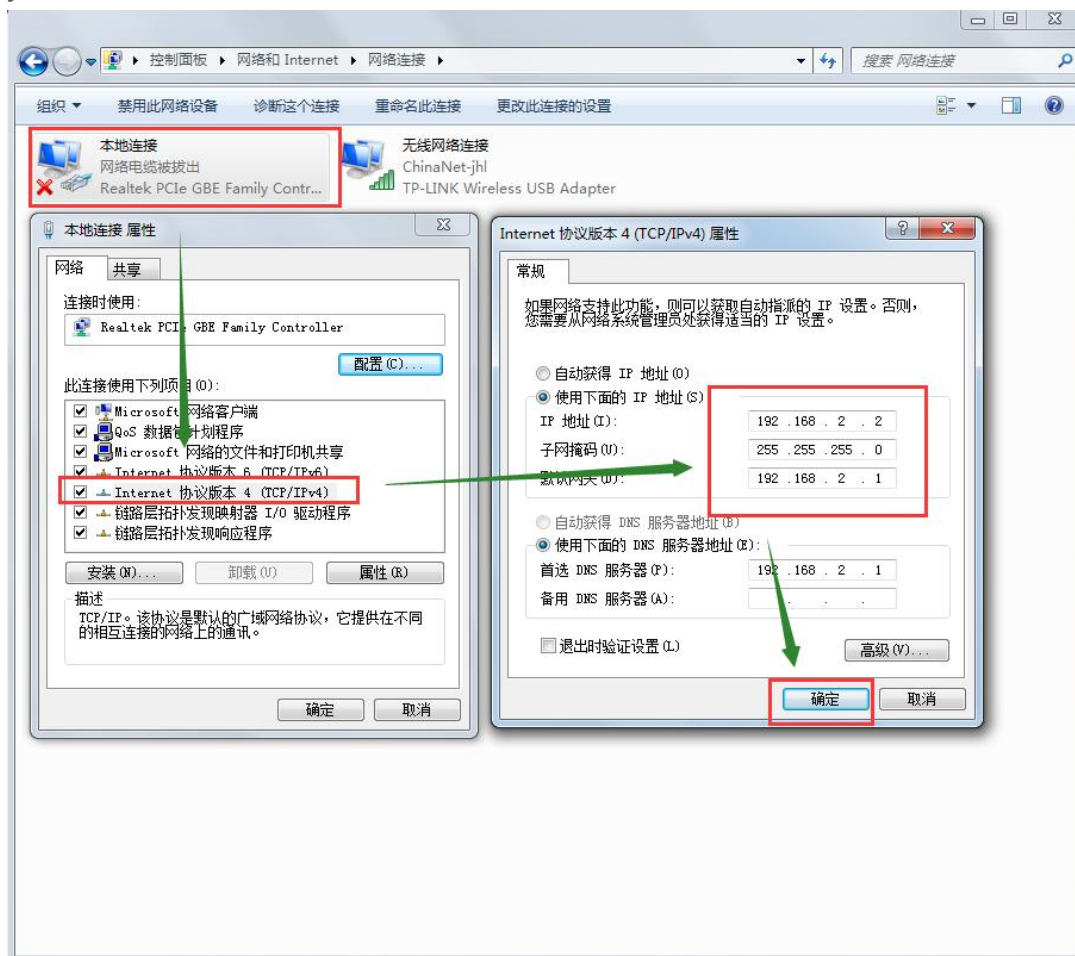 控制面板 ▸ 网络和 Internet ▸ 网络连接 ▸
搜索 网络连接
组织 ▼ 禁用此网络设备 诊断这个连接 重命名此连接 更改此连接的设置
本地连接
网络电缆被拔出
Realtek PCIe GBE Family Contr...
无线网络连接
ChinaNet-jhl
TP-LINK Wireless USB Adapter
本地连接 属性
网络 共享
连接时使用:
Realtek PCIe GBE Family Controller
配置(C)...
此连接使用下列项目(O):
Microsoft 网络客户端
QoS 数据包计划程序
Microsoft 网络的文件和打印机共享
Internet 协议版本 6 (TCP/IPv6)
Internet 协议版本 4 (TCP/IPv4)
链路层拓扑发现映射器 I/O 驱动程序
链路层拓扑发现响应程序
安装(N)... 卸载(U) 属性(R)
描述
TCP/IP。该协议是默认的广域网络协议，它提供在不同
的相互连接的网络上的通讯。
确定 取消
Internet 协议版本 4 (TCP/IPv4) 属性
常规
如果网络支持此功能，则可以获取自动指派的 IP 设置。否则，
您需要从网络系统管理员处获得适当的 IP 设置。
自动获得 IP 地址(O)
使用下面的 IP 地址(S)
IP 地址(I): 192 .168 . 2 . 2
子网掩码(U): 255 .255 .255 . 0
默认网关(D): 192 .168 . 2 . 1
自动获得 DNS 服务器地址(B)
使用下面的 DNS 服务器地址(E):
首选 DNS 服务器(P): 192 .168 . 2 . 1
备用 DNS 服务器(A): . . .
退出时验证设置(L)
高级(V)...
确定 取消